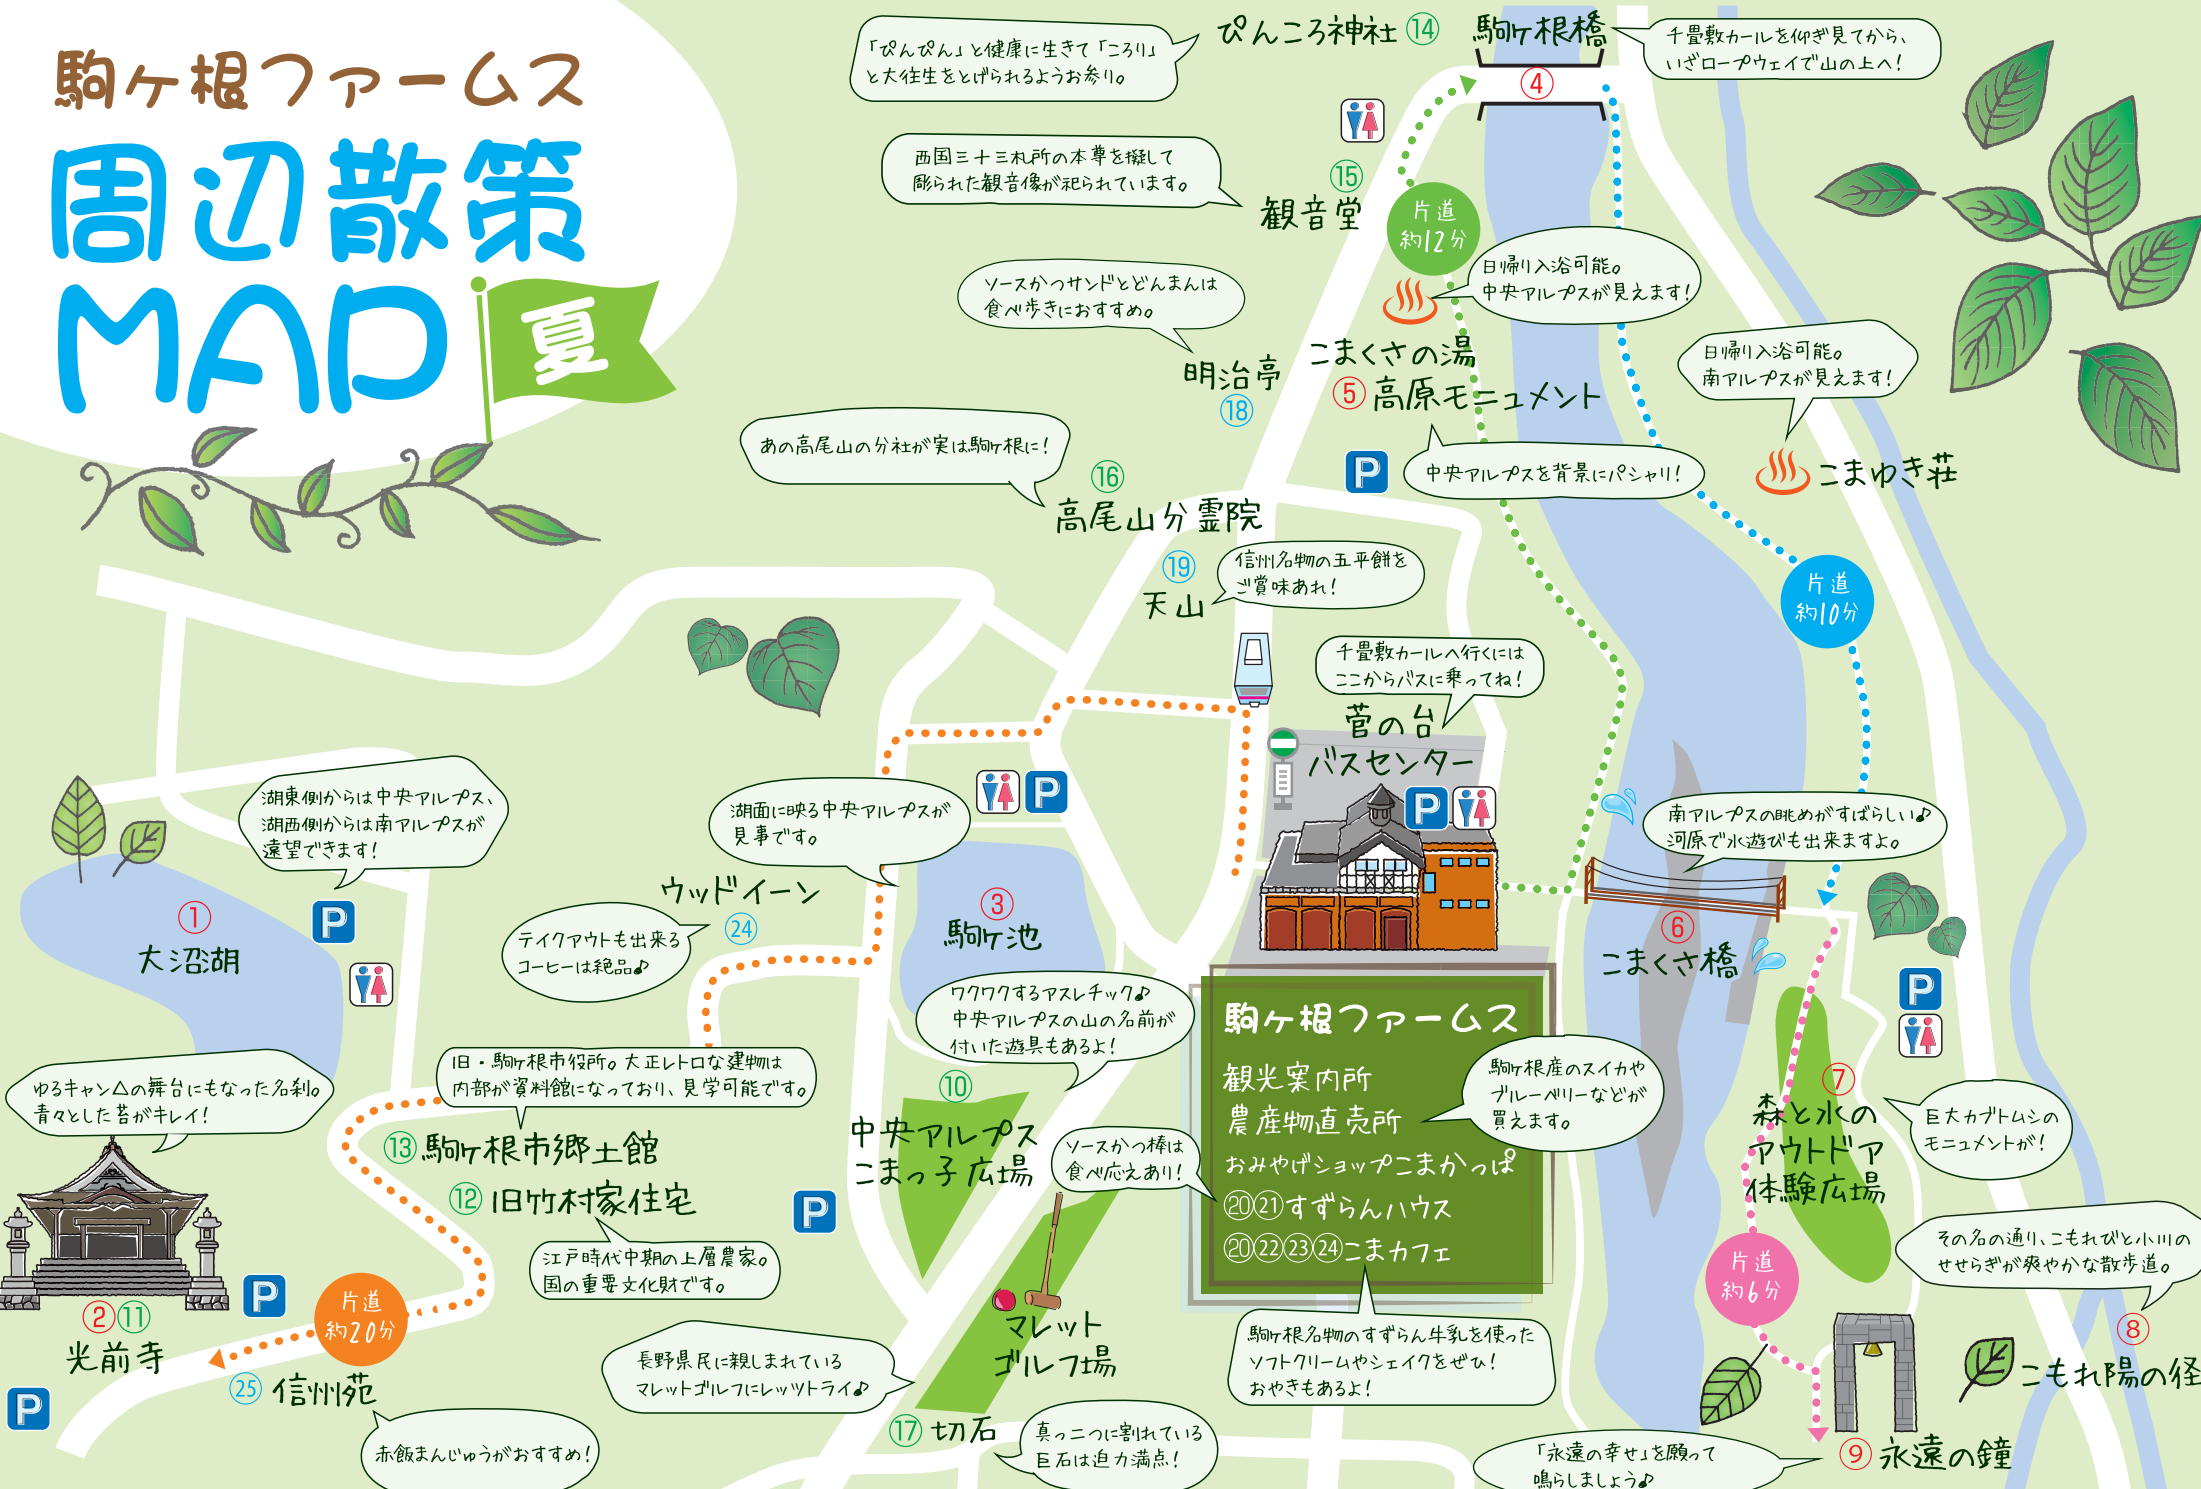 駒ヶ根ファームス
周辺散策
MAP
夏
「ぴんぴん」と健康に生きて「ころり」
と大往生をとげられるようお参り。
ぴんころ神社 ⑭
駒ヶ根橋
④
千畳敷カールを仰ぎ見てから、
いざロープウェイで山の上へ!
西国三十三札所の本尊を擬して
彫られた観音像が祀られています。
⑮
観音堂
片道
約12分
日帰り入浴可能。
中央アルプスが見えます!
ソースかつサンドとどんまんは
食べ歩きにおすすめ。
明治亭
⑱
こまくさの湯
⑤ 高原モニュメント
日帰り入浴可能。
南アルプスが見えます!
こまゆき荘
あの高尾山の分社が実は駒ヶ根に!
⑯
高尾山分霊院
P
中央アルプスを背景にパシャリ!
⑲
天山
信州名物の五平餅を
ご賞味あれ!
片道
約10分
千畳敷カールへ行くには
ここからバスに乗ってね!
菅の台
バスセンター
P
湖東側からは中央アルプス、
湖西側からは南アルプスが
遠望できます!
P
①
大沼湖
湖面に映る中央アルプスが
見事です。
P
ウッドイーン
㉔
テイクアウトも出来る
コーヒーは絶品♪
③
駒ヶ池
南アルプスの眺めがすばらしい♪
河原で水遊びも出来ますよ。
⑥
こまくさ橋
P
ワクワクするアスレチック♪
中央アルプスの山の名前が
付いた遊具もあるよ!
⑩
中央アルプス
こまっ子広場
ゆるキャン△の舞台にもなった名刹。
青々とした苔がキレイ!
旧・駒ヶ根市役所。大正レトロな建物は
内部が資料館になっており、見学可能です。
⑬ 駒ヶ根市郷土館
⑫ 旧竹村家住宅
江戸時代中期の上層農家。
国の重要文化財です。
P
ソースかつ棒は
食べ応えあり!
駒ヶ根ファームス
観光案内所
農産物直売所
おみやげショップこまかっぱ
⑳㉑すずらんハウス
⑳㉒㉓㉔こまカフェ
駒ヶ根産のスイカや
ブルーベリーなどが
買えます。
⑦
森と水の
アウトドア
体験広場
巨大カブトムシの
モニュメントが!
その名の通り、こもれびと小川の
せせらぎが爽やかな散歩道。
⑧
こもれ陽の径
片道
約6分
②⑪
光前寺
P
P
片道
約20分
㉕ 信州苑
赤飯まんじゅうがおすすめ!
マレット
ゴルフ場
長野県民に親しまれている
マレットゴルフにレッツトライ♪
⑰ 切石
真っ二つに割れている
巨石は迫力満点!
駒ヶ根名物のすずらん牛乳を使った
ソフトクリームやシェイクをぜひ!
おやきもあるよ!
「永遠の幸せ」を願って
鳴らしましょう♪
⑨ 永遠の鐘